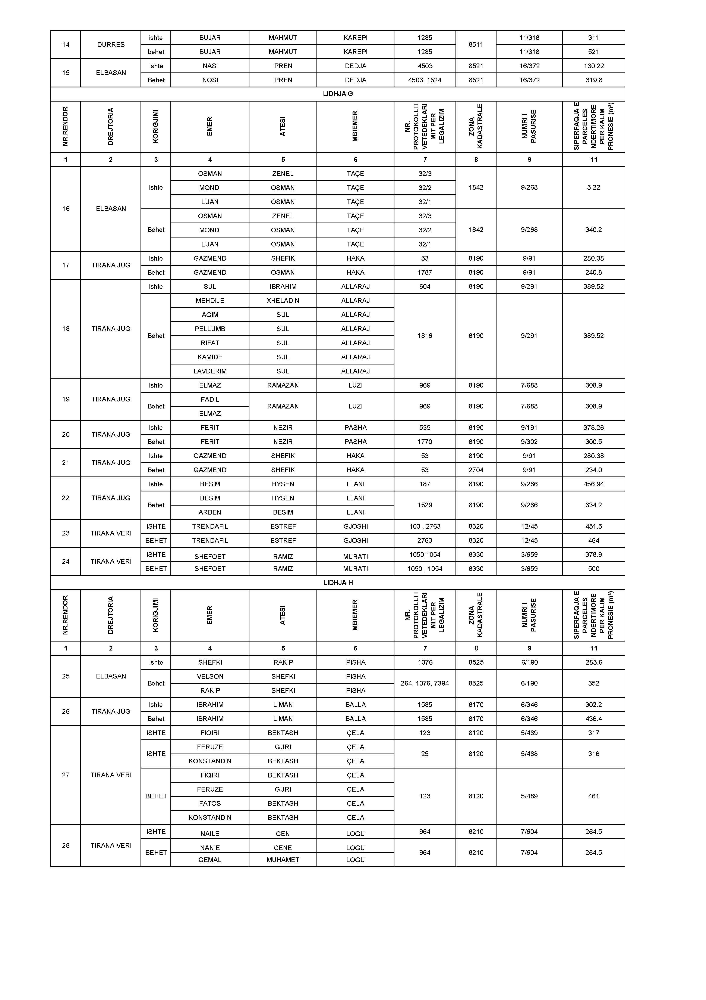 14 DURRES ishte BUJAR MAHMUT KAREPI 1285 8511 11/318 311
behet BUJAR MAHMUT KAREPI 1285 11/318 521
15 ELBASAN Ishte NASI PREN DEDJA 4503 8521 16/372 130.22
Behet NOSI PREN DEDJA 4503, 1524 8521 16/372 319.8
LIDHJA G
NR.RENDOR DREJTORIA KORIGJIMI EMER ATESI MBIEMER NR. PROTOKOLLI I VETEDEKLARI MIT PER LEGALIZIM ZONA KADASTRALE NUMRI I PASURISE SIPERFAQJA E PARCELES NDERTIMORE PER KALIM PRONESIE (m²)
1 2 3 4 5 6 7 8 9 11
16 ELBASAN Ishte OSMAN ZENEL TAÇE 32/3 1842 9/268 3.22
MONDI OSMAN TAÇE 32/2
LUAN OSMAN TAÇE 32/1
Behet OSMAN ZENEL TAÇE 32/3 1842 9/268 340.2
MONDI OSMAN TAÇE 32/2
LUAN OSMAN TAÇE 32/1
17 TIRANA JUG Ishte GAZMEND SHEFIK HAKA 53 8190 9/91 280.38
Behet GAZMEND OSMAN HAKA 1787 8190 9/91 240.8
18 TIRANA JUG Ishte SUL IBRAHIM ALLARAJ 604 8190 9/291 389.52
Behet MEHDIJE XHELADIN ALLARAJ 1816 8190 9/291 389.52
AGIM SUL ALLARAJ
PELLUMB SUL ALLARAJ
RIFAT SUL ALLARAJ
KAMIDE SUL ALLARAJ
LAVDERIM SUL ALLARAJ
19 TIRANA JUG Ishte ELMAZ RAMAZAN LUZI 969 8190 7/688 308.9
Behet FADIL RAMAZAN LUZI 969 8190 7/688 308.9
ELMAZ
20 TIRANA JUG Ishte FERIT NEZIR PASHA 535 8190 9/191 378.26
Behet FERIT NEZIR PASHA 1770 8190 9/302 300.5
21 TIRANA JUG Ishte GAZMEND SHEFIK HAKA 53 8190 9/91 280.38
Behet GAZMEND SHEFIK HAKA 53 2704 9/91 234.0
22 TIRANA JUG Ishte BESIM HYSEN LLANI 187 8190 9/286 456.94
Behet BESIM HYSEN LLANI 1529 8190 9/286 334.2
ARBEN BESIM LLANI
23 TIRANA VERI ISHTE TRENDAFIL ESTREF GJOSHI 103 , 2763 8320 12/45 451.5
BEHET TRENDAFIL ESTREF GJOSHI 2763 8320 12/45 464
24 TIRANA VERI ISHTE SHEFQET RAMIZ MURATI 1050,1054 8330 3/659 378.9
BEHET SHEFQET RAMIZ MURATI 1050 , 1054 8330 3/659 500
LIDHJA H
NR.RENDOR DREJTORIA KORIGJIMI EMER ATESI MBIEMER NR. PROTOKOLLI I VETEDEKLARI MIT PER LEGALIZIM ZONA KADASTRALE NUMRI I PASURISE SIPERFAQJA E PARCELES NDERTIMORE PER KALIM PRONESIE (m²)
1 2 3 4 5 6 7 8 9 11
25 ELBASAN Ishte SHEFKI RAKIP PISHA 1076 8525 6/190 283.6
Behet VELSON SHEFKI PISHA 264, 1076, 7394 8525 6/190 352
RAKIP SHEFKI PISHA
26 TIRANA JUG Ishte IBRAHIM LIMAN BALLA 1585 8170 6/346 302.2
Behet IBRAHIM LIMAN BALLA 1585 8170 6/346 436.4
27 TIRANA VERI ISHTE FIQIRI BEKTASH ÇELA 123 8120 5/489 317
ISHTE FERUZE GURI ÇELA 25 8120 5/488 316
KONSTANDIN BEKTASH ÇELA
BEHET FIQIRI BEKTASH ÇELA 123 8120 5/489 461
FERUZE GURI ÇELA
FATOS BEKTASH ÇELA
KONSTANDIN BEKTASH ÇELA
28 TIRANA VERI ISHTE NAILE CEN LOGU 964 8210 7/604 264.5
BEHET NANIE CENE LOGU 964 8210 7/604 264.5
QEMAL MUHAMET LOGU